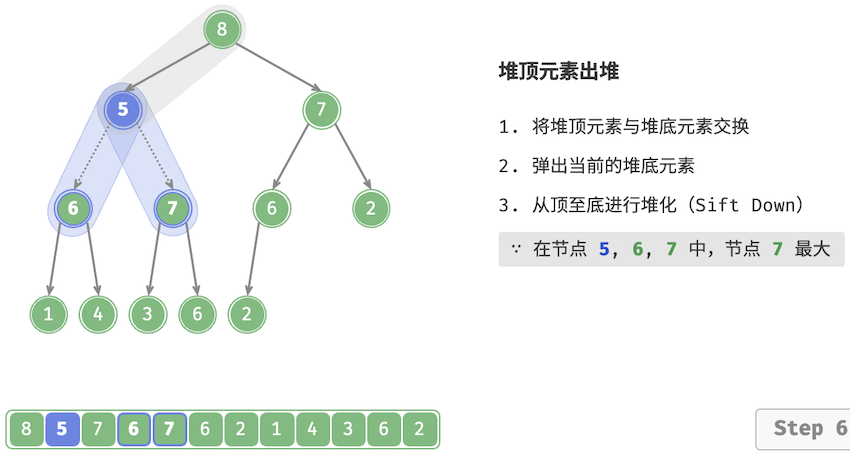 8
堆顶元素出堆
5
7
1. 将堆顶元素与堆底元素交换
2. 弹出当前的堆底元素
6
7
6
2
3. 从顶至底进行堆化（Sift Down）
∵ 在节点 5, 6, 7 中，节点 7 最大
1
4
3
6
2
8 5 7 6 7 6 2 1 4 3 6 2
Step 6